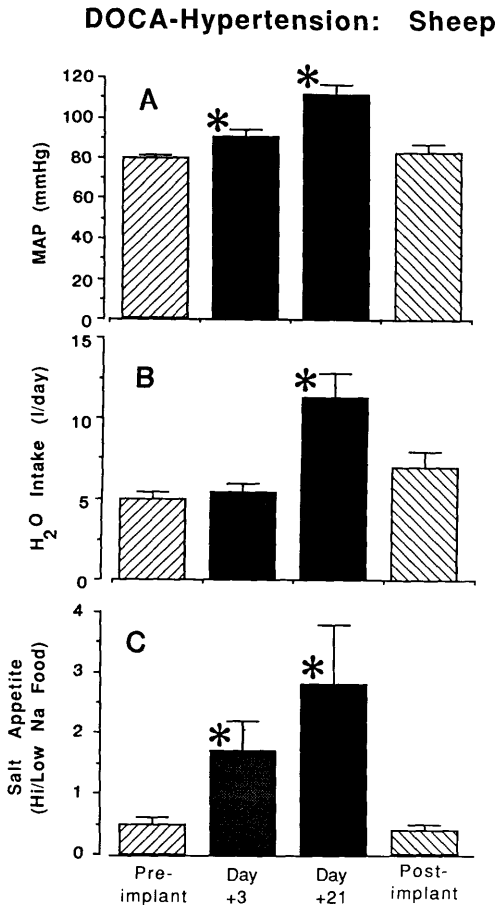 DOCA-Hypertension: Sheep
120
100
80
60
40
20
0
MAP (mmHg)
A
*
*
15
10
5
0
H2O Intake (l/day)
B
*
4
3
2
1
0
Salt Appetite
(Hi/Low Na Food)
C
*
*
Pre-
implant
Day
+3
Day
+21
Post-
implant